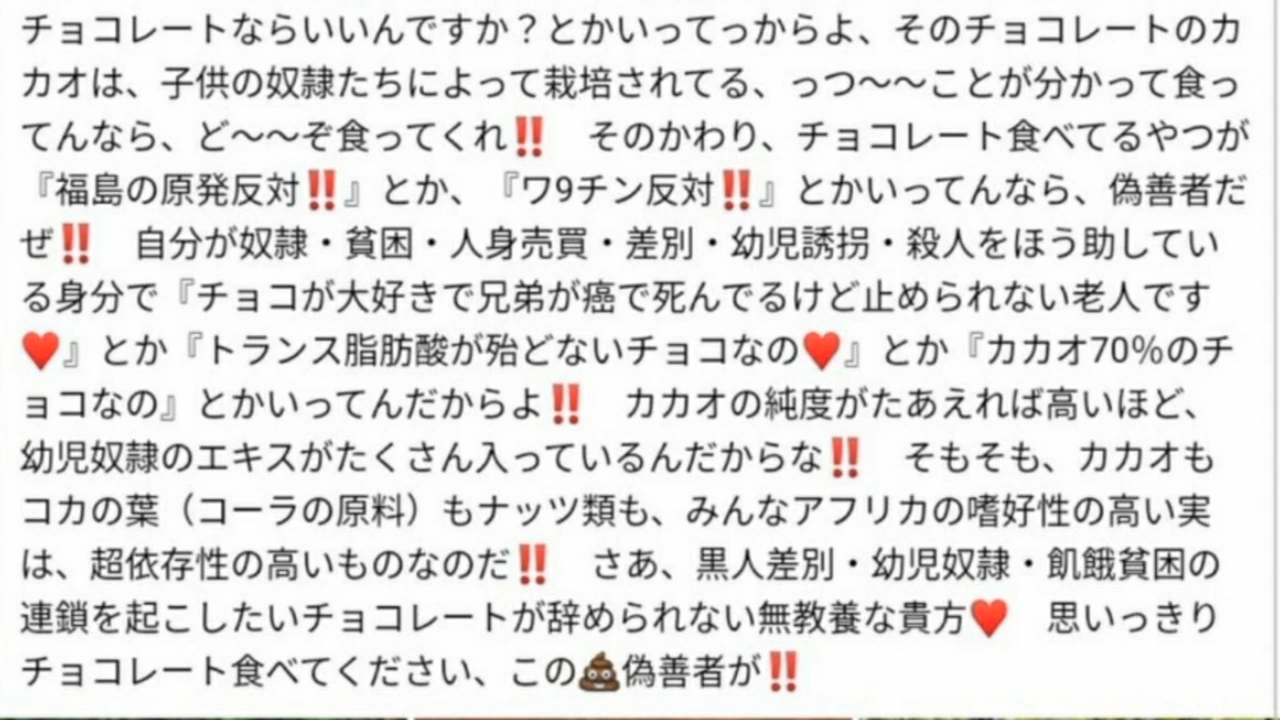 チョコレートならいいんですか？とかいってっからよ、そのチョコレートのカ
カオは、子供の奴隷たちによって栽培されてる、っつ〜〜ことが分かって食っ
てんなら、ど〜〜ぞ食ってくれ‼️　そのかわり、チョコレート食べてるやつが
『福島の原発反対‼️』とか、『ワ9チン反対‼️』とかいってんなら、偽善者だ
ぜ‼️　自分が奴隷・貧困・人身売買・差別・幼児誘拐・殺人をほう助してい
る身分で『チョコが大好きで兄弟が癌で死んでるけど止められない老人です
♥️』とか『トランス脂肪酸が殆どないチョコなの♥️』とか『カカオ70％のチ
ョコなの』とかいってんだからよ‼️　カカオの純度がたあえれば高いほど、
幼児奴隷のエキスがたくさん入っているんだからな‼️　そもそも、カカオも
コカの葉（コーラの原料）もナッツ類も、みんなアフリカの嗜好性の高い実
は、超依存性の高いものなのだ‼️　さあ、黒人差別・幼児奴隷・飢餓貧困の
連鎖を起こしたいチョコレートが辞められない無教養な貴方♥️　思いっきり
チョコレート食べてください、この💩偽善者が‼️